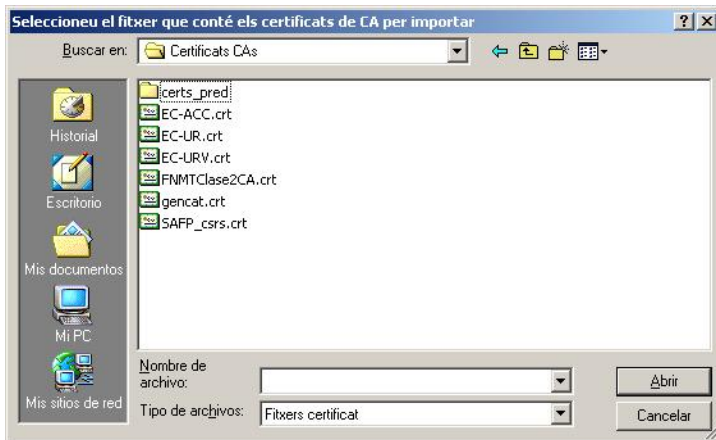 Seleccioneu el fitxer que conté els certificats de CA per importar
Buscar en:
Certificats CAs
certs_pred
EC-ACC.crt
EC-UR.crt
EC-URV.crt
FNMTClase2CA.crt
gencat.crt
SAFP_csrs.crt
Historial
Escritorio
Mis documentos
Mi PC
Mis sitios de red
Nombre de
archivo:
Abrir
Tipo de archivos:
Fitxers certificat
Cancelar